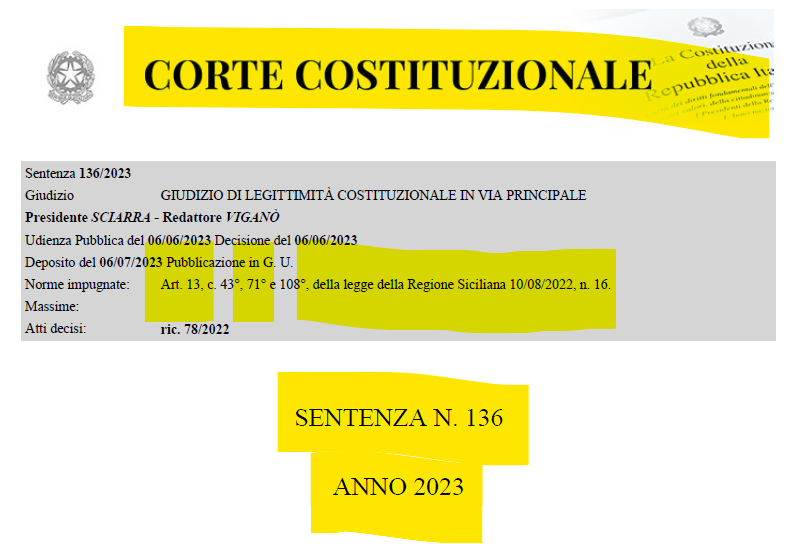 La Costituzione
della
Repubblica Ita
CORTE COSTITUZIONALE
Sentenza 136/2023
Giudizio GIUDIZIO DI LEGITTIMITÀ COSTITUZIONALE IN VIA PRINCIPALE
Presidente SCIARRA - Redattore VIGANÒ
Udienza Pubblica del 06/06/2023 Decisione del 06/06/2023
Deposito del 06/07/2023 Pubblicazione in G. U.
Norme impugnate: Art. 13, c. 43°, 71° e 108°, della legge della Regione Siciliana 10/08/2022, n. 16.
Massime:
Atti decisi: ric. 78/2022
SENTENZA N. 136
ANNO 2023